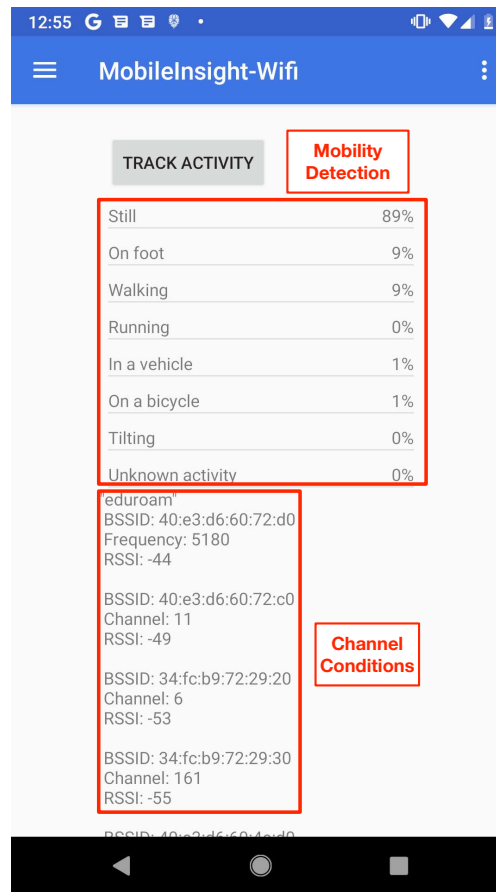 12:55
MobileInsight-Wifi
TRACK ACTIVITY
Mobility
Detection
Still 89%
On foot 9%
Walking 9%
Running 0%
In a vehicle 1%
On a bicycle 1%
Tilting 0%
Unknown activity 0%
"eduroam"
BSSID: 40:e3:d6:60:72:d0
Frequency: 5180
RSSI: -44
BSSID: 40:e3:d6:60:72:c0
Channel: 11
RSSI: -49
Channel
Conditions
BSSID: 34:fc:b9:72:29:20
Channel: 6
RSSI: -53
BSSID: 34:fc:b9:72:29:30
Channel: 161
RSSI: -55